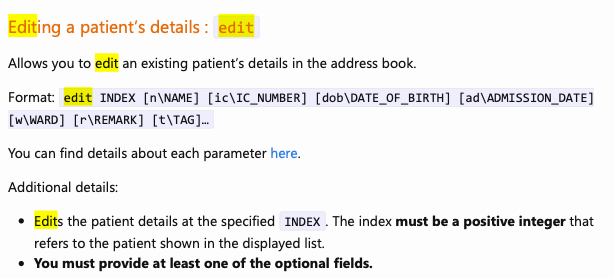 Editing a patient's details : edit
Allows you to edit an existing patient's details in the address book.
Format: edit INDEX [n\NAME] [ic\IC_NUMBER] [dob\DATE_OF_BIRTH] [ad\ADMISSION_DATE]
[w\WARD] [r\REMARK] [t\TAG]…
You can find details about each parameter here.
Additional details:
• Edits the patient details at the specified INDEX. The index must be a positive integer that
refers to the patient shown in the displayed list.
• You must provide at least one of the optional fields.